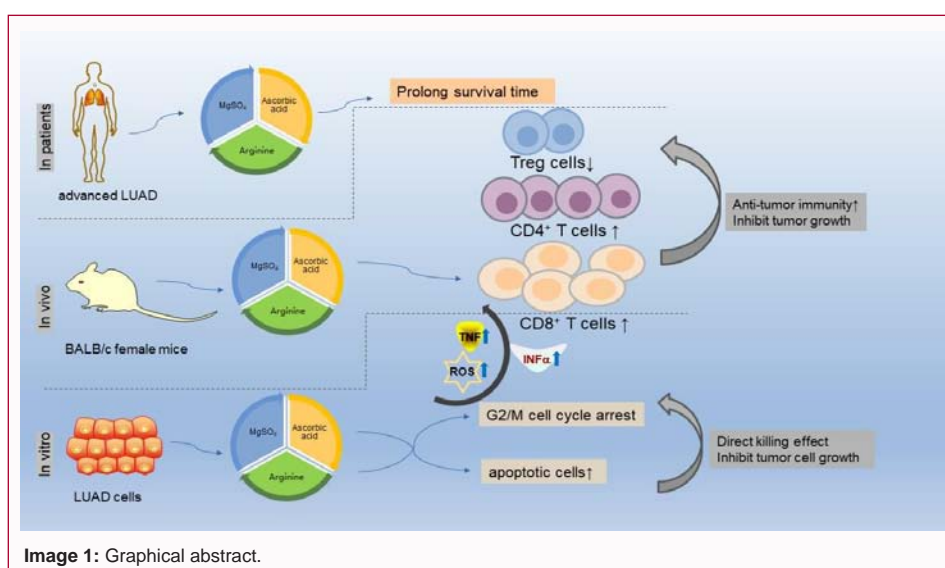 In patients
advanced LUAD
MgSO₄
Ascorbic
acid
Arginine
Prolong survival time
Treg cells↓
CD4⁺ T cells ↑
CD8⁺ T cells ↑
Anti-tumor immunity↑
Inhibit tumor growth
In vivo
BALB/c female mice
MgSO₄
Ascorbic
acid
Arginine
TNF
ROS
INFα
In vitro
LUAD cells
MgSO₄
Ascorbic
acid
Arginine
G2/M cell cycle arrest
apoptotic cells↑
Direct killing effect
Inhibit tumor cell growth
Image 1: Graphical abstract.